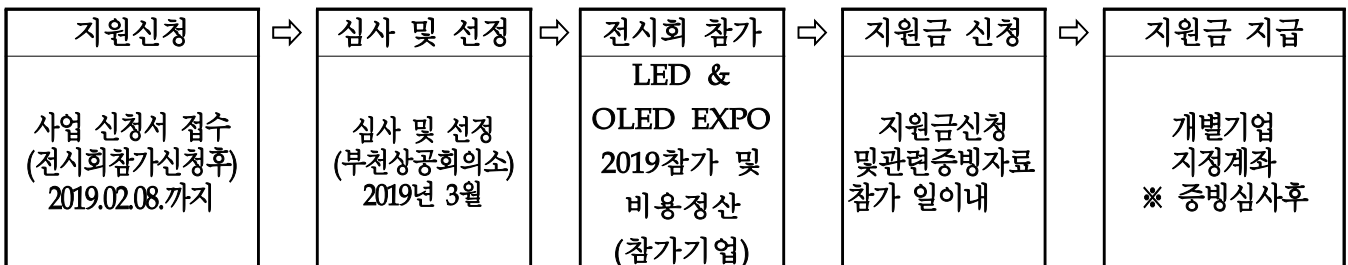 지원신청
사업 신청서 접수
(전시회참가신청후)
2019.02.08.까지
심사 및 선정
심사 및 선정
(부천상공회의소)
2019년 3월
전시회 참가
LED &
OLED EXPO
2019참가 및
비용정산
(참가기업)
지원금 신청
지원금신청
및관련증빙자료
참가 일이내
지원금 지급
개별기업
지정계좌
※ 증빙심사후